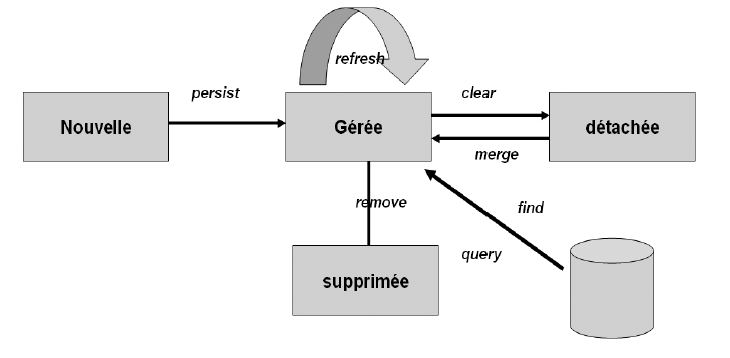 refresh
persist
clear
Nouvelle
Gérée
détachée
merge
remove
find
query
supprimée